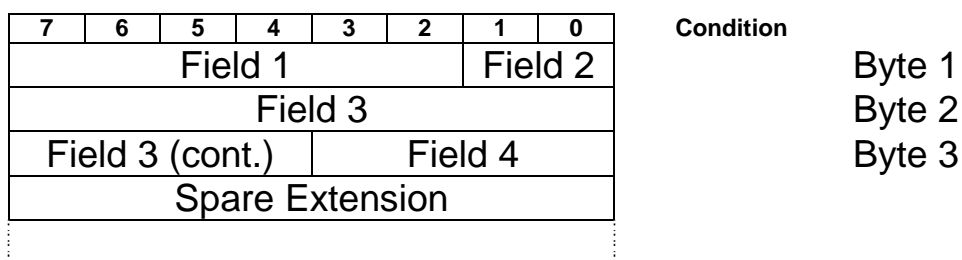 7 6 5 4 3 2 1 0 Condition
Field 1 Field 2 Byte 1
Field 3 Byte 2
Field 3 (cont.) Field 4 Byte 3
Spare Extension